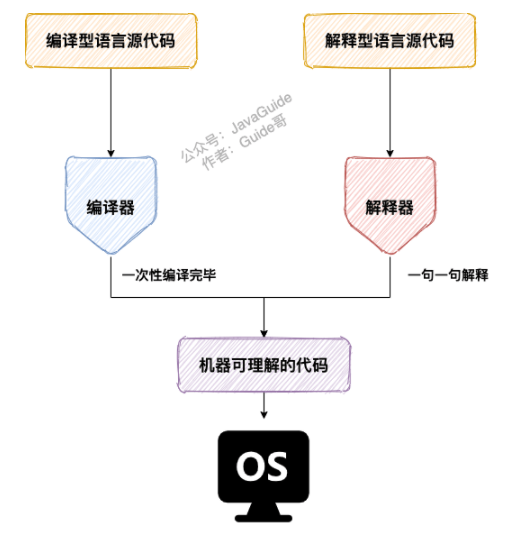 编译型语言源代码
解释型语言源代码
公众号：JavaGuide
作者：Guide哥
编译器
解释器
一次性编译完毕
一句一句解释
机器可理解的代码
OS